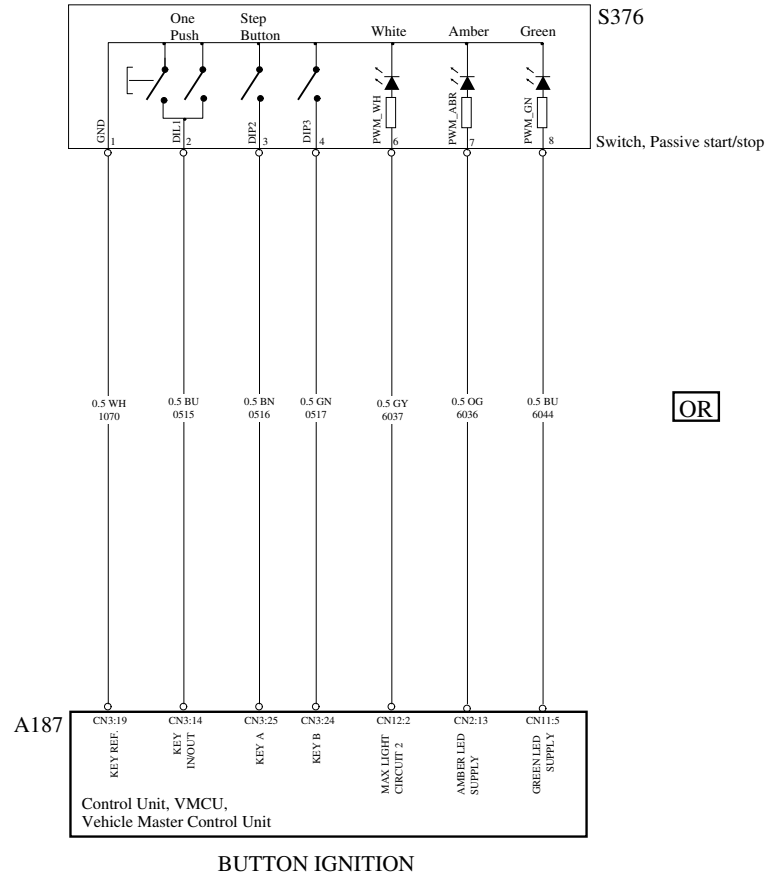 S376
One
Push
Step
Button
White
Amber
Green
GND
1
DIL1
2
DIP2
3
DIP3
4
PWM_WH
6
PWM_ABR
7
PWM_GN
8
Switch, Passive start/stop
0.5 WH
1070
0.5 BU
0515
0.5 BN
0516
0.5 GN
0517
0.5 GY
6037
0.5 OG
6036
0.5 BU
6044
OR
A187
CN3:19
CN3:14
CN3:25
CN3:24
CN12:2
CN2:13
CN11:5
KEY REF.
KEY
IN/OUT
KEY A
KEY B
MAX LIGHT
CIRCUIT 2
AMBER LED
SUPPLY
GREEN LED
SUPPLY
Control Unit, VMCU,
Vehicle Master Control Unit
BUTTON IGNITION